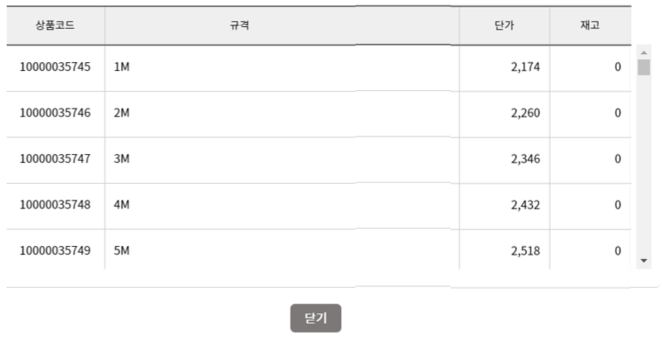 상품코드 규격 단가 재고
10000035745 1M 2,174 0
10000035746 2M 2,260 0
10000035747 3M 2,346 0
10000035748 4M 2,432 0
10000035749 5M 2,518 0
닫기